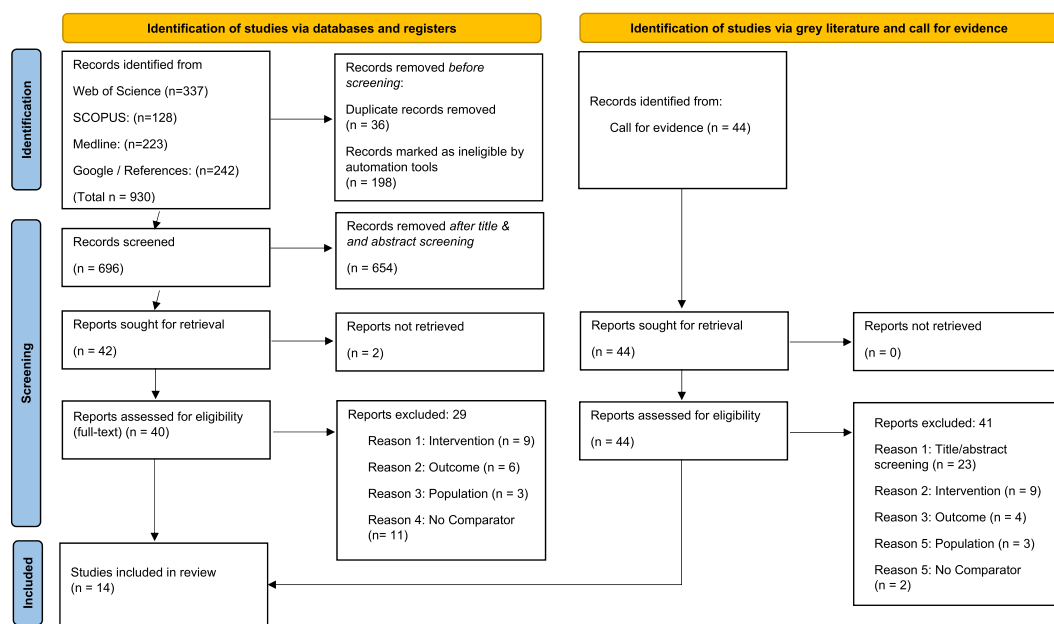 Identification of studies via databases and registers
Identification of studies via grey literature and call for evidence
Identification
Records identified from
Web of Science (n=337)
SCOPUS: (n=128)
Medline: (n=223)
Google / References: (n=242)
(Total n = 930)
Records removed before
screening:
Duplicate records removed
(n = 36)
Records marked as ineligible by
automation tools
(n = 198)
Records identified from:
Call for evidence (n = 44)
Screening
Records screened
(n = 696)
Records removed after title &
and abstract screening
(n = 654)
Reports sought for retrieval
(n = 42)
Reports not retrieved
(n = 2)
Reports sought for retrieval
(n = 44)
Reports not retrieved
(n = 0)
Reports assessed for eligibility
(full-text) (n = 40)
Reports excluded: 29
Reason 1: Intervention (n = 9)
Reason 2: Outcome (n = 6)
Reason 3: Population (n = 3)
Reason 4: No Comparator
(n= 11)
Reports assessed for eligibility
(n = 44)
Reports excluded: 41
Reason 1: Title/abstract
screening (n = 23)
Reason 2: Intervention (n = 9)
Reason 3: Outcome (n = 4)
Reason 5: Population (n = 3)
Reason 5: No Comparator
(n = 2)
Included
Studies included in review
(n = 14)